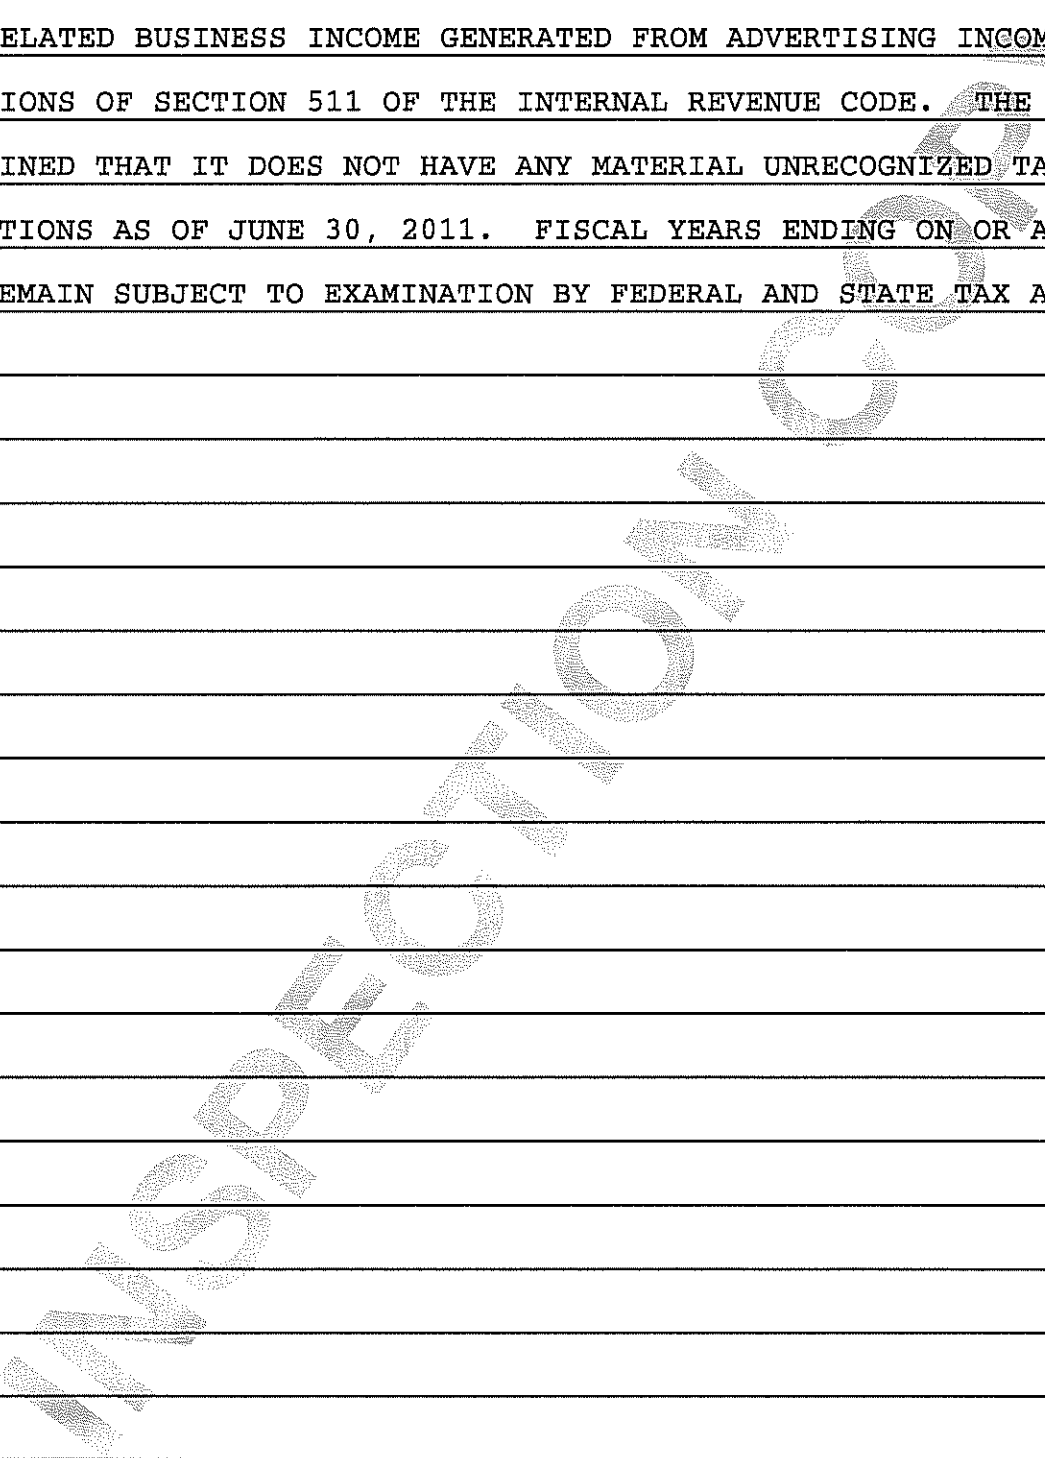 ELATED BUSINESS INCOME GENERATED FROM ADVERTISING INCOM
IONS OF SECTION 511 OF THE INTERNAL REVENUE CODE. THE
INED THAT IT DOES NOT HAVE ANY MATERIAL UNRECOGNIZED TA
TIONS AS OF JUNE 30, 2011. FISCAL YEARS ENDING ON OR A
EMAIN SUBJECT TO EXAMINATION BY FEDERAL AND STATE TAX A
INSPECTION COP